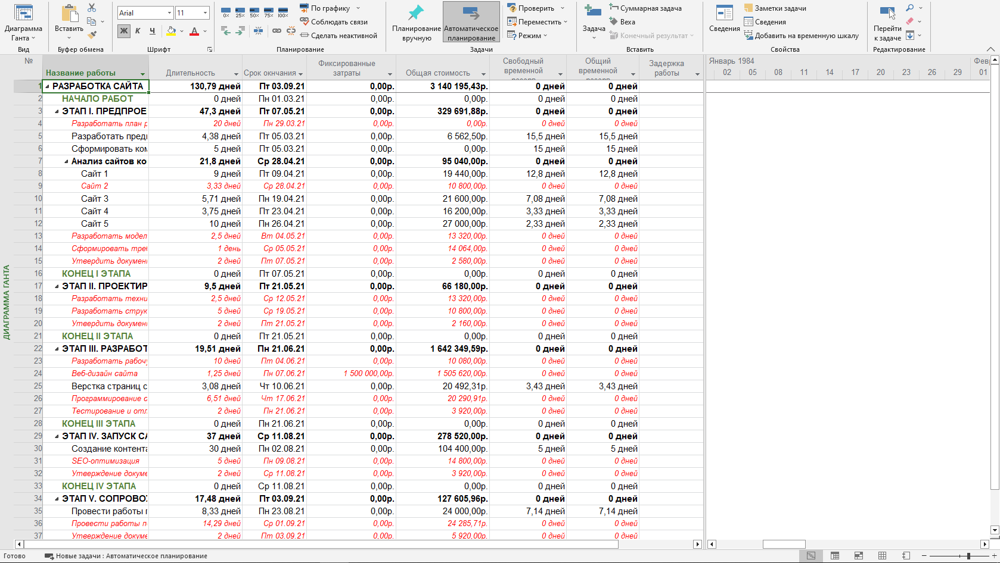 Диаграмма Ганта
Вид
Вставить
Буфер обмена
Arial 11
Ж К Ч А
Шрифт
0% 25% 50% 75% 100%
По графику
Соблюдать связи
Сделать неактивной
Планирование
Планирование вручную
Автоматическое планирование
Проверить
Переместить
Режим
Задачи
Задача
Суммарная задача
Веха
Конечный результат
Вставить
Сведения
Заметки задачи
Сведения
Добавить на временную шкалу
Свойства
Перейти к задаче
Редактирование
№ Название работы Длительность Срок окнчания Фиксированные затраты Общая стоимость Свободный временной Общий временной Задержка работы
Январь 1984 Фев
02 05 08 11 14 17 20 23 26 29 01
ДИАГРАММА ГАНТА
1 РАЗРАБОТКА САЙТА 130,79 дней Пт 03.09.21 0,00р. 3 140 195,43р. 0 дней 0 дней
2 НАЧАЛО РАБОТ 0 дней Пн 01.03.21 0,00р. 0,00р. 0 дней 0 дней
3 ЭТАП I. ПРЕДПРОЕ 47,3 дней Пт 07.05.21 0,00р. 329 691,88р. 0 дней 0 дней
4 Разработать план р 20 дней Пн 29.03.21 0,00р. 0,00р. 0 дней 0 дней
5 Разработать пред 4,38 дней Пт 05.03.21 0,00р. 6 562,50р. 15,5 дней 15,5 дней
6 Сформировать ком 5 дней Пт 05.03.21 0,00р. 0,00р. 15 дней 15 дней
7 Анализ сайтов ко 21,8 дней Ср 28.04.21 0,00р. 95 040,00р. 0 дней 0 дней
8 Сайт 1 9 дней Пт 09.04.21 0,00р. 19 440,00р. 12,8 дней 12,8 дней
9 Сайт 2 3,33 дней Ср 28.04.21 0,00р. 10 800,00р. 0 дней 0 дней
10 Сайт 3 5,71 дней Пн 19.04.21 0,00р. 21 600,00р. 7,08 дней 7,08 дней
11 Сайт 4 3,75 дней Пт 23.04.21 0,00р. 16 200,00р. 3,33 дней 3,33 дней
12 Сайт 5 10 дней Пн 26.04.21 0,00р. 27 000,00р. 2,33 дней 2,33 дней
13 Разработать модел 2,5 дней Вт 04.05.21 0,00р. 13 320,00р. 0 дней 0 дней
14 Сформировать треб 1 день Ср 05.05.21 0,00р. 14 064,00р. 0 дней 0 дней
15 Утвердить докумен 2 дней Пт 07.05.21 0,00р. 2 580,00р. 0 дней 0 дней
16 КОНЕЦ I ЭТАПА 0 дней Пт 07.05.21 0,00р. 0,00р. 0 дней 0 дней
17 ЭТАП II. ПРОЕКТИР 9,5 дней Пт 21.05.21 0,00р. 66 180,00р. 0 дней 0 дней
18 Разработать техни 2,5 дней Ср 12.05.21 0,00р. 13 320,00р. 0 дней 0 дней
19 Разработать струк 5 дней Ср 19.05.21 0,00р. 10 800,00р. 0 дней 0 дней
20 Утвердить докумен 2 дней Пт 21.05.21 0,00р. 2 160,00р. 0 дней 0 дней
21 КОНЕЦ II ЭТАПА 0 дней Пт 21.05.21 0,00р. 0,00р. 0 дней 0 дней
22 ЭТАП III. РАЗРАБОТ 19,51 дней Пн 21.06.21 0,00р. 1 642 349,59р. 0 дней 0 дней
23 Разработать рабоч 10 дней Пт 04.06.21 0,00р. 10 080,00р. 0 дней 0 дней
24 Веб-дизайн сайта 1,25 дней Пн 07.06.21 1 500 000,00р. 1 505 620,00р. 0 дней 0 дней
25 Верстка страниц с 3,08 дней Чт 10.06.21 0,00р. 20 492,31р. 3,43 дней 3,43 дней
26 Программирование с 6,51 дней Чт 17.06.21 0,00р. 20 290,91р. 0 дней 0 дней
27 Тестирование и отл 2 дней Пн 21.06.21 0,00р. 3 920,00р. 0 дней 0 дней
28 КОНЕЦ III ЭТАПА 0 дней Пн 21.06.21 0,00р. 0,00р. 0 дней 0 дней
29 ЭТАП IV. ЗАПУСК СА 37 дней Ср 11.08.21 0,00р. 278 520,00р. 0 дней 0 дней
30 Создание контента 30 дней Пн 02.08.21 0,00р. 104 400,00р. 5 дней 5 дней
31 SEO-оптимизация 5 дней Пн 09.08.21 0,00р. 14 800,00р. 0 дней 0 дней
32 Утверждение докуме 2 дней Ср 11.08.21 0,00р. 3 920,00р. 0 дней 0 дней
33 КОНЕЦ IV ЭТАПА 0 дней Ср 11.08.21 0,00р. 0,00р. 0 дней 0 дней
34 ЭТАП V. СОПРОВО 17,48 дней Пт 03.09.21 0,00р. 127 605,96р. 0 дней 0 дней
35 Провести работы 8,33 дней Пн 23.08.21 0,00р. 24 000,00р. 7,14 дней 7,14 дней
36 Провести работы п 14,29 дней Ср 01.09.21 0,00р. 24 285,71р. 0 дней 0 дней
37 Утверждение докуме 2 дней Пт 03.09.21 0,00р. 5 920,00р. 0 дней 0 дней
Готово Новые задачи : Автоматическое планирование